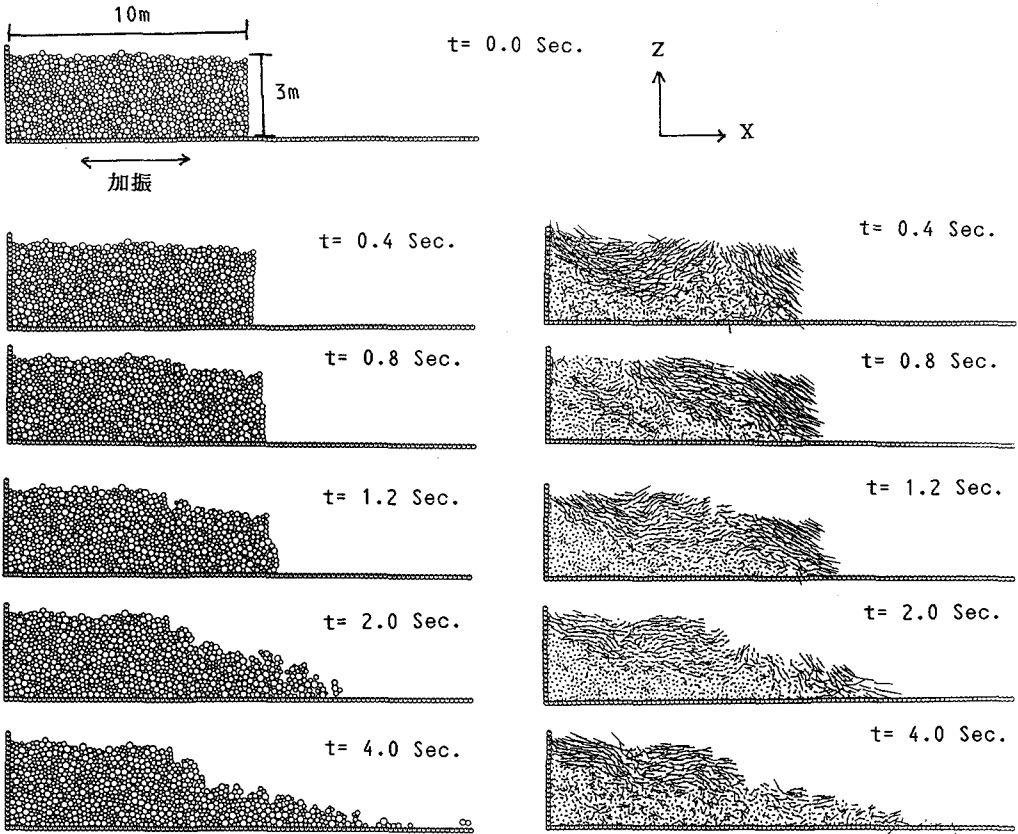 10m
t= 0.0 Sec.
Z
3m
X
加振
t= 0.4 Sec.
t= 0.4 Sec.
t= 0.8 Sec.
t= 0.8 Sec.
t= 1.2 Sec.
t= 1.2 Sec.
t= 2.0 Sec.
t= 2.0 Sec.
t= 4.0 Sec.
t= 4.0 Sec.